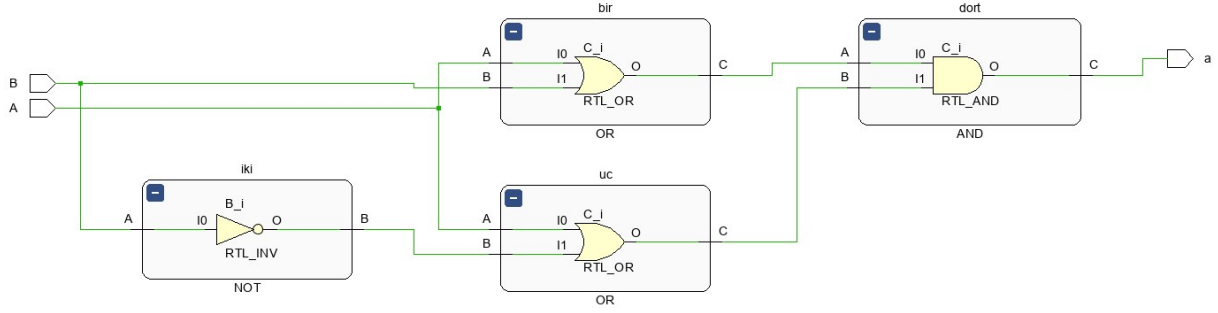 bir
dort
A
C_i
I0
O
C
B
I1
RTL_OR
OR
A
C_i
I0
O
C
a
B
I1
RTL_AND
AND
B
A
iki
uc
B_i
A
I0
O
B
RTL_INV
NOT
A
C_i
I0
O
C
B
I1
RTL_OR
OR